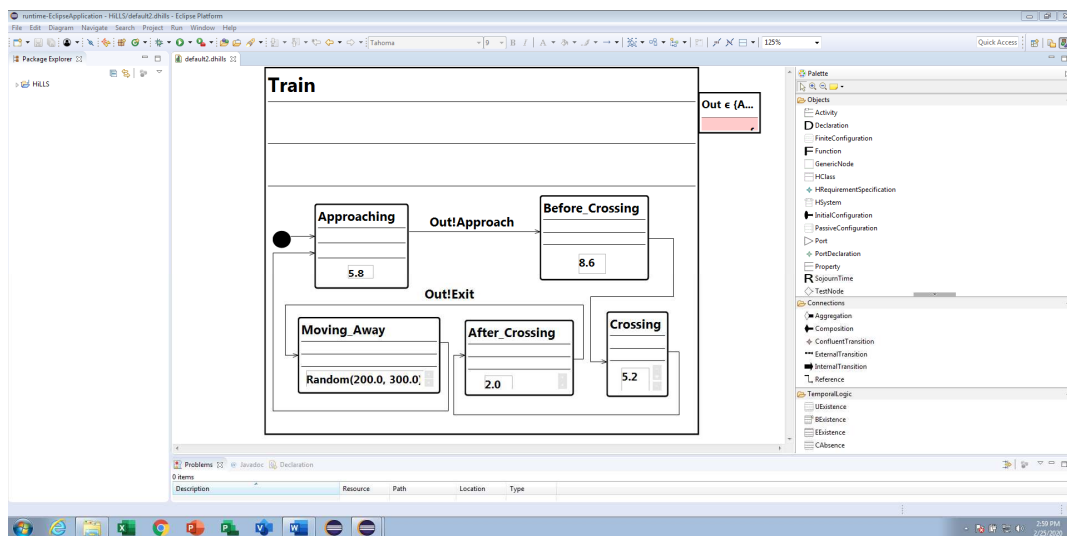 runtime-EclipseApplication - HiLLS/default2.dhills - Eclipse Platform
File Edit Diagram Navigate Search Project Run Window Help
Tahoma 9 B I A 125% Quick Access
Package Explorer
default2.dhills
HiLLS
Train
Out ϵ {A...
Approaching
5.8
Out!Approach
Before_Crossing
8.6
Out!Exit
Moving_Away
Random(200.0, 300.0)
After_Crossing
2.0
Crossing
5.2
Palette
Objects
Activity
Declaration
FiniteConfiguration
Function
GenericNode
HClass
HRequirementSpecification
HSystem
InitialConfiguration
PassiveConfiguration
Port
PortDeclaration
Property
SojournTime
TestNode
Connections
Aggregation
Composition
ConfluentTransition
ExternalTransition
InternalTransition
Reference
TemporalLogic
UExistence
BExistence
EExistence
CAbsence
Problems Javadoc Declaration
0 items
Description Resource Path Location Type
2:59 PM
2/25/2020